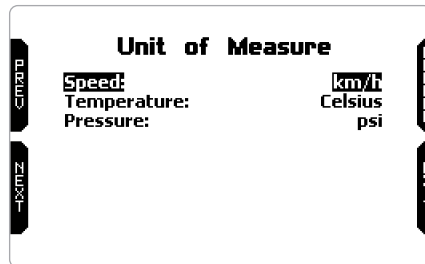 Unit of Measure
PREV
Speed: km/h
Temperature: Celsius
Pressure: psi
NEXT